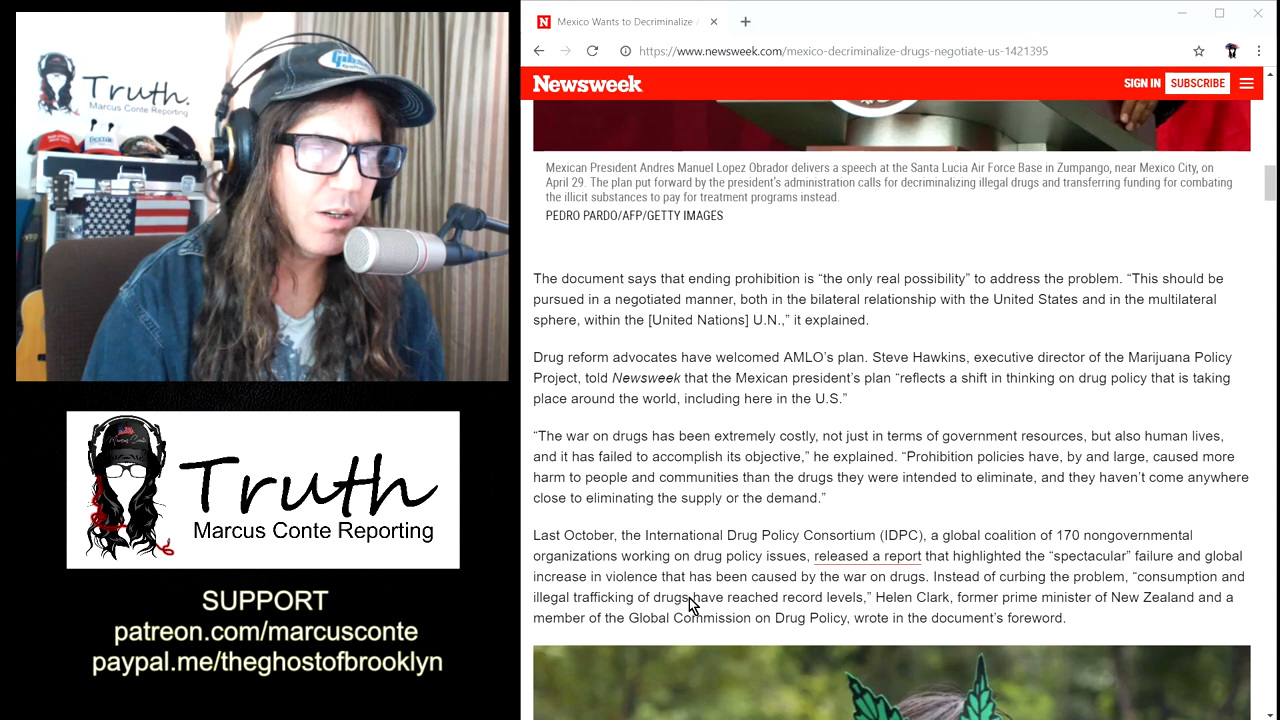 Truth.
Marcus Conte Reporting
Gibson
Truth
Marcus Conte Reporting
SUPPORT
patreon.com/marcusconte
paypal.me/theghostofbrooklyn
N
Mexico Wants to Decriminalize
https://www.newsweek.com/mexico-decriminalize-drugs-negotiate-us-1421395
Newsweek
SIGN IN
SUBSCRIBE
Mexican President Andres Manuel Lopez Obrador delivers a speech at the Santa Lucia Air Force Base in Zumpango, near Mexico City, on
April 29. The plan put forward by the president's administration calls for decriminalizing illegal drugs and transferring funding for combating
the illicit substances to pay for treatment programs instead.
PEDRO PARDO/AFP/GETTY IMAGES
The document says that ending prohibition is “the only real possibility” to address the problem. “This should be
pursued in a negotiated manner, both in the bilateral relationship with the United States and in the multilateral
sphere, within the [United Nations] U.N.,” it explained.
Drug reform advocates have welcomed AMLO’s plan. Steve Hawkins, executive director of the Marijuana Policy
Project, told Newsweek that the Mexican president’s plan “reflects a shift in thinking on drug policy that is taking
place around the world, including here in the U.S.”
“The war on drugs has been extremely costly, not just in terms of government resources, but also human lives,
and it has failed to accomplish its objective,” he explained. “Prohibition policies have, by and large, caused more
harm to people and communities than the drugs they were intended to eliminate, and they haven’t come anywhere
close to eliminating the supply or the demand.”
Last October, the International Drug Policy Consortium (IDPC), a global coalition of 170 nongovernmental
organizations working on drug policy issues, released a report that highlighted the “spectacular” failure and global
increase in violence that has been caused by the war on drugs. Instead of curbing the problem, “consumption and
illegal trafficking of drugs have reached record levels,” Helen Clark, former prime minister of New Zealand and a
member of the Global Commission on Drug Policy, wrote in the document’s foreword.